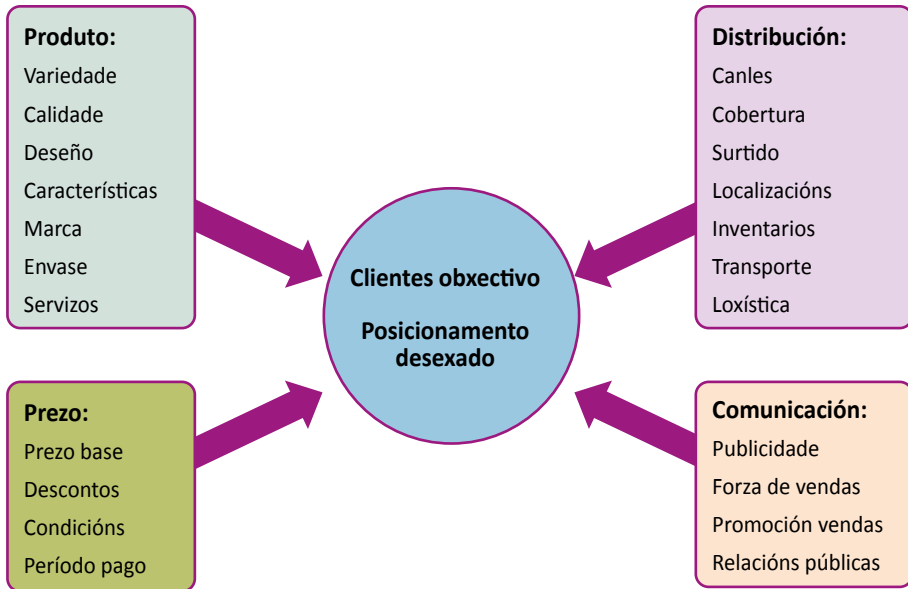 Produto:
Variedade
Calidade
Deseño
Características
Marca
Envase
Servizos
Distribución:
Canles
Cobertura
Surtido
Localizacións
Inventarios
Transporte
Loxística
Clientes obxectivo
Posicionamento
desexado
Prezo:
Prezo base
Descontos
Condicións
Período pago
Comunicación:
Publicidade
Forza de vendas
Promoción vendas
Relacións públicas